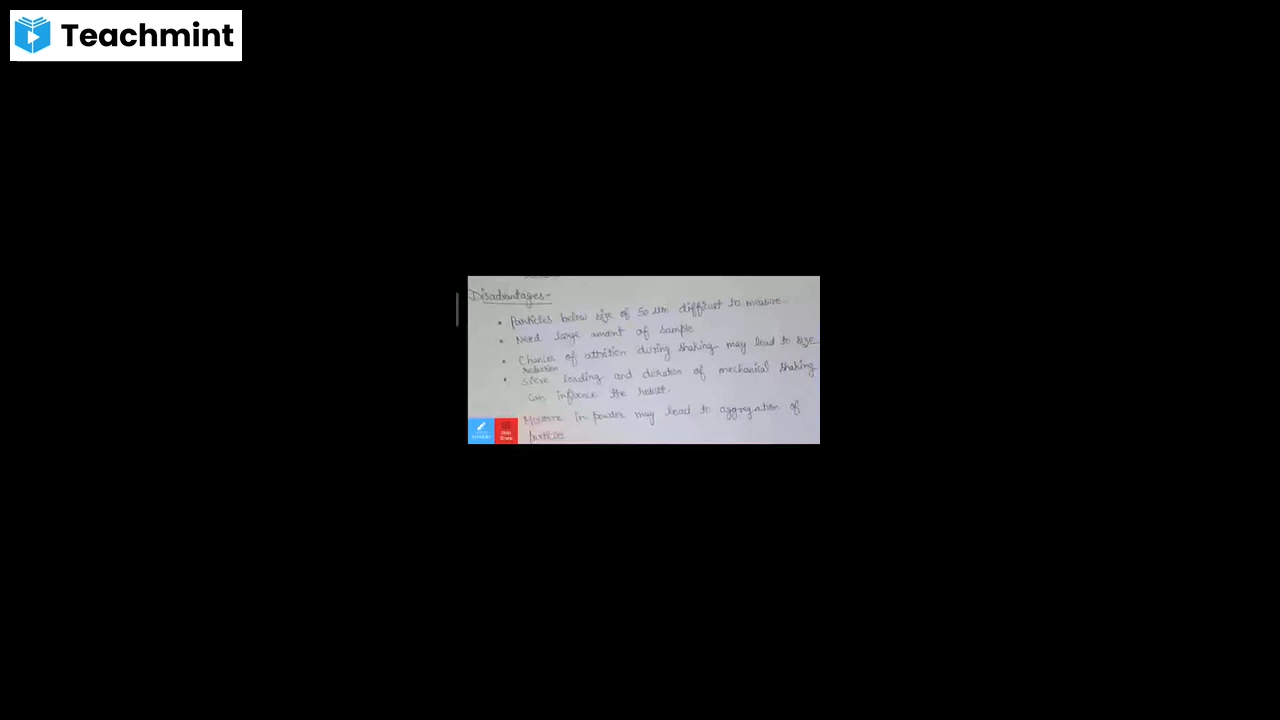 Teachmint
Disadvantages-
• Particles below size of 50 µm difficult to measure.
• Need large amont of sample
• Chances of attrition during shaking may lead to size
reduction
• Sieve loading and duration of mechanical shaking
can influence the result.
Moisture in powder may lead to aggregation of
particles